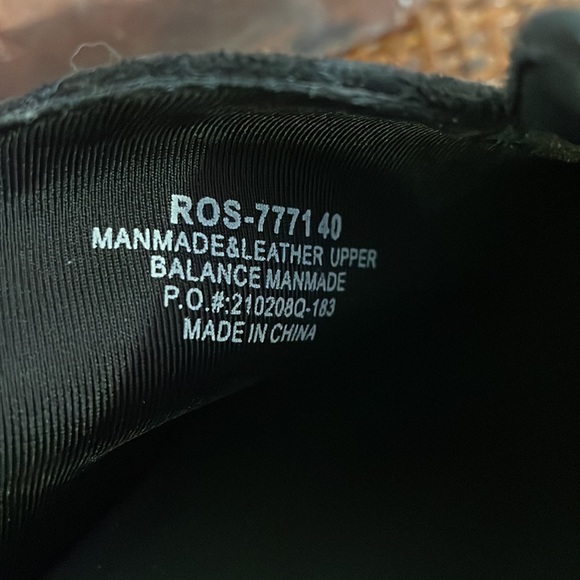 ROS-7771 40
MANMADE&LEATHER UPPER
BALANCE MANMADE
P.O.#:210208Q-183
MADE IN CHINA